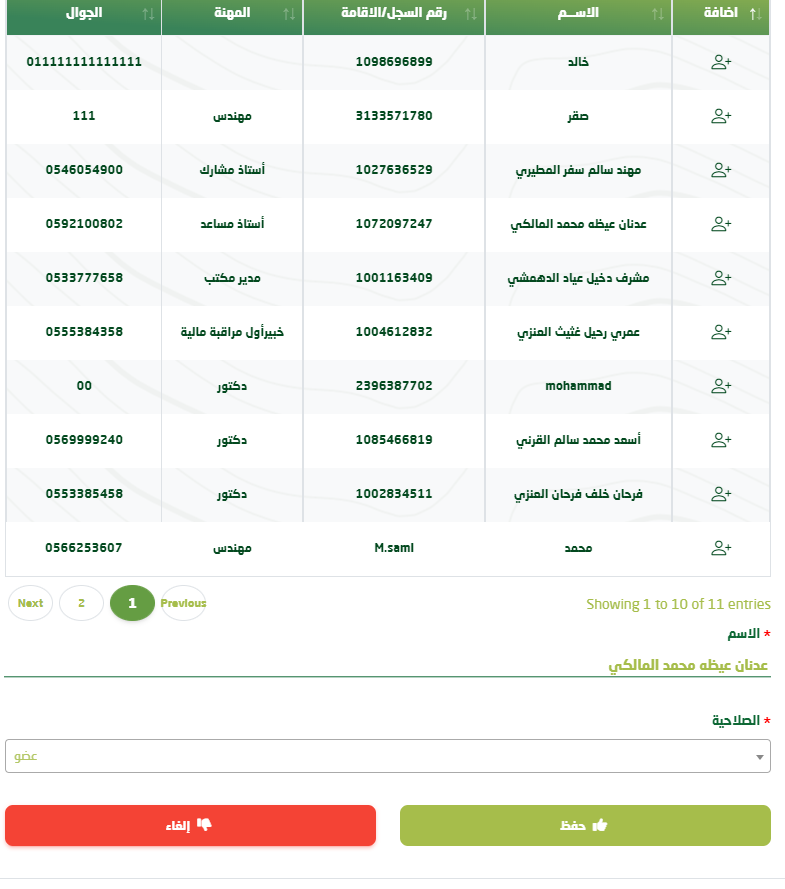 اضافة الاســـم رقم السجل/الاقامة المهنة الجوال
خالد 1098696899 011111111111111
صقر 3133571780 مهندس 111
مهند سالم سفر المطيري 1027636529 أستاذ مشارك 0546054900
عدنان عيظه محمد المالكي 1072097247 أستاذ مساعد 0592100802
مشرف دخيل عياد الدهمشي 1001163409 مدير مكتب 0533777658
عمري رحيل غثيث العنزي 1004612832 خبيرأول مراقبة مالية 0555384358
mohammad 2396387702 دكتور 00
أسعد محمد سالم القرني 1085466819 دكتور 0569999240
فرحان خلف فرحان العنزي 1002834511 دكتور 0553385458
محمد M.sami مهندس 0566253607
Showing 1 to 10 of 11 entries
Previous 1 2 Next
* الاسم
عدنان عيظه محمد المالكي
* الصلاحية
عضو
حفظ
إلغاء